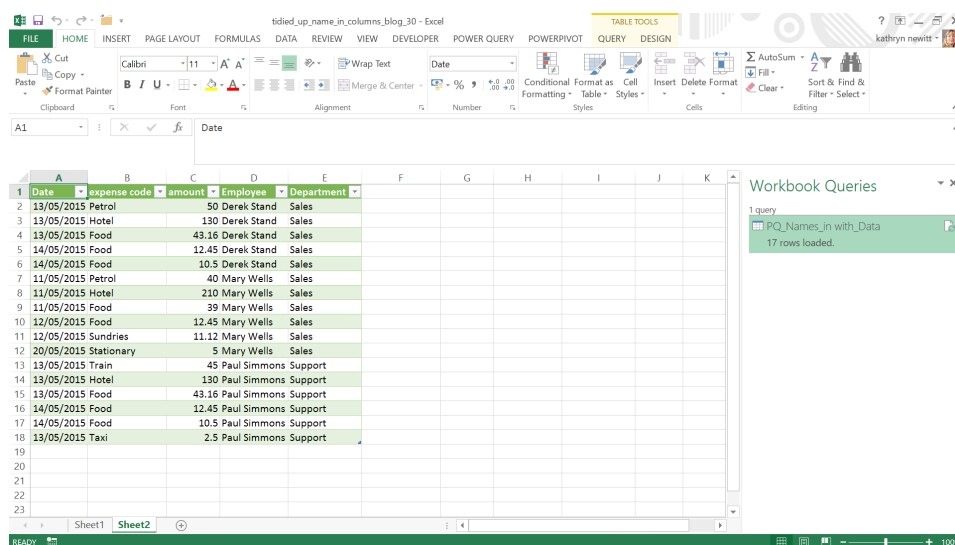 tidied_up_name_in_columns_blog_30 - Excel
TABLE TOOLS
?
FILE HOME INSERT PAGE LAYOUT FORMULAS DATA REVIEW VIEW DEVELOPER POWER QUERY POWERPIVOT QUERY DESIGN kathryn newitt
Paste
Cut
Copy
Format Painter
Calibri 11 A A
B I U A
Wrap Text
Merge & Center
Date
% , .0 .00 .00 .0
Conditional Formatting
Format as Table
Cell Styles
Insert Delete Format
AutoSum
Fill
Clear
Sort & Filter
Find & Select
Clipboard Font Alignment Number Styles Cells Editing
A1 fx Date
A B C D E F G H I J K
1 Date expense code amount Employee Department
2 13/05/2015 Petrol 50 Derek Stand Sales
3 13/05/2015 Hotel 130 Derek Stand Sales
4 13/05/2015 Food 43.16 Derek Stand Sales
5 14/05/2015 Food 12.45 Derek Stand Sales
6 14/05/2015 Food 10.5 Derek Stand Sales
7 11/05/2015 Petrol 40 Mary Wells Sales
8 11/05/2015 Hotel 210 Mary Wells Sales
9 11/05/2015 Food 39 Mary Wells Sales
10 12/05/2015 Food 12.45 Mary Wells Sales
11 12/05/2015 Sundries 11.12 Mary Wells Sales
12 20/05/2015 Stationary 5 Mary Wells Sales
13 13/05/2015 Train 45 Paul Simmons Support
14 13/05/2015 Hotel 130 Paul Simmons Support
15 13/05/2015 Food 43.16 Paul Simmons Support
16 14/05/2015 Food 12.45 Paul Simmons Support
17 14/05/2015 Food 10.5 Paul Simmons Support
18 13/05/2015 Taxi 2.5 Paul Simmons Support
19
20
21
22
23
Workbook Queries
1 query
PQ_Names_in with_Data
17 rows loaded.
Sheet1 Sheet2
READY 100